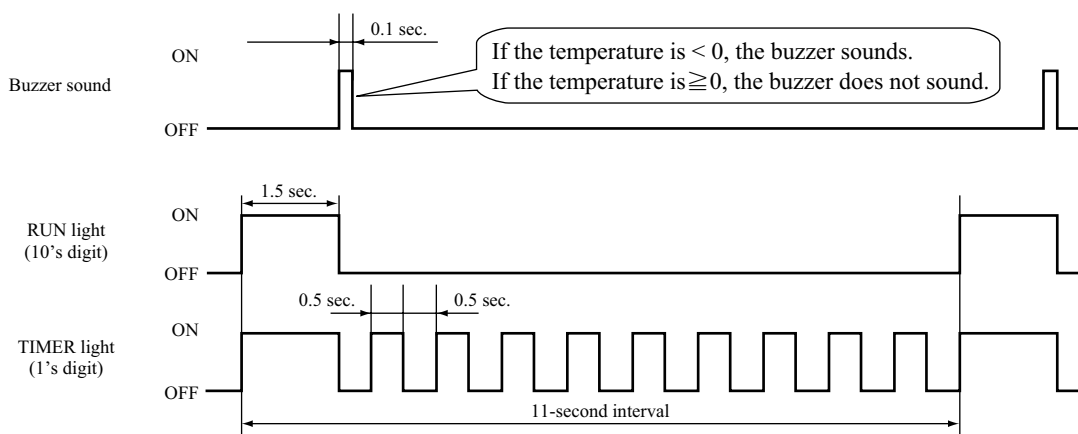 0.1 sec.
ON
If the temperature is < 0, the buzzer sounds.
If the temperature is≧0, the buzzer does not sound.
Buzzer sound
OFF
1.5 sec.
ON
RUN light
(10's digit)
OFF
0.5 sec.
0.5 sec.
ON
TIMER light
(1's digit)
OFF
11-second interval